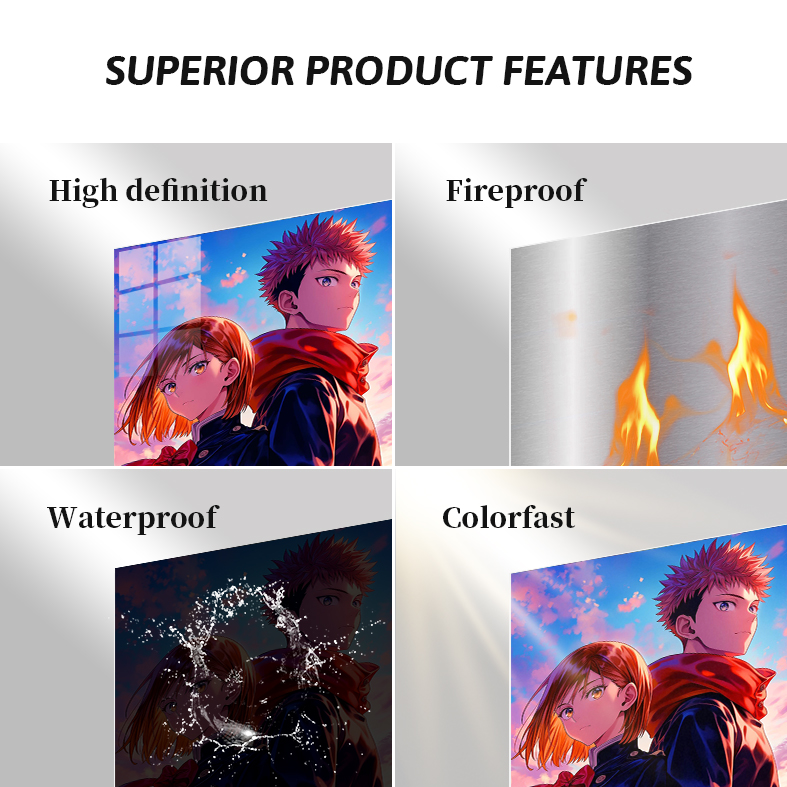 SUPERIOR PRODUCT FEATURES
High definition
Fireproof
Waterproof
Colorfast